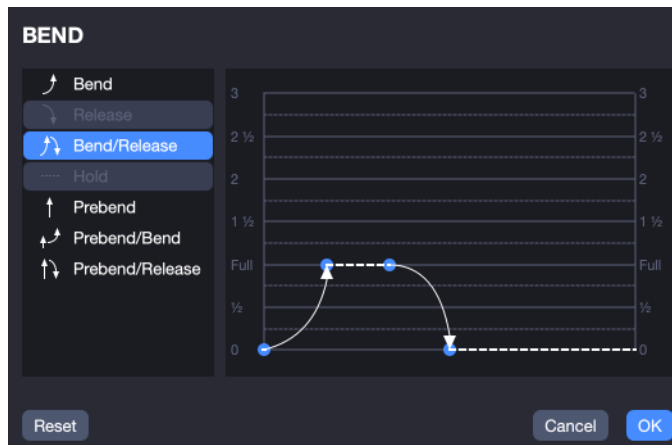 BEND
Bend
Release
Bend/Release
Hold
Prebend
Prebend/Bend
Prebend/Release
3 3
2 ½ 2 ½
2 2
1 ½ 1 ½
Full Full
½ ½
0 0
Reset Cancel OK